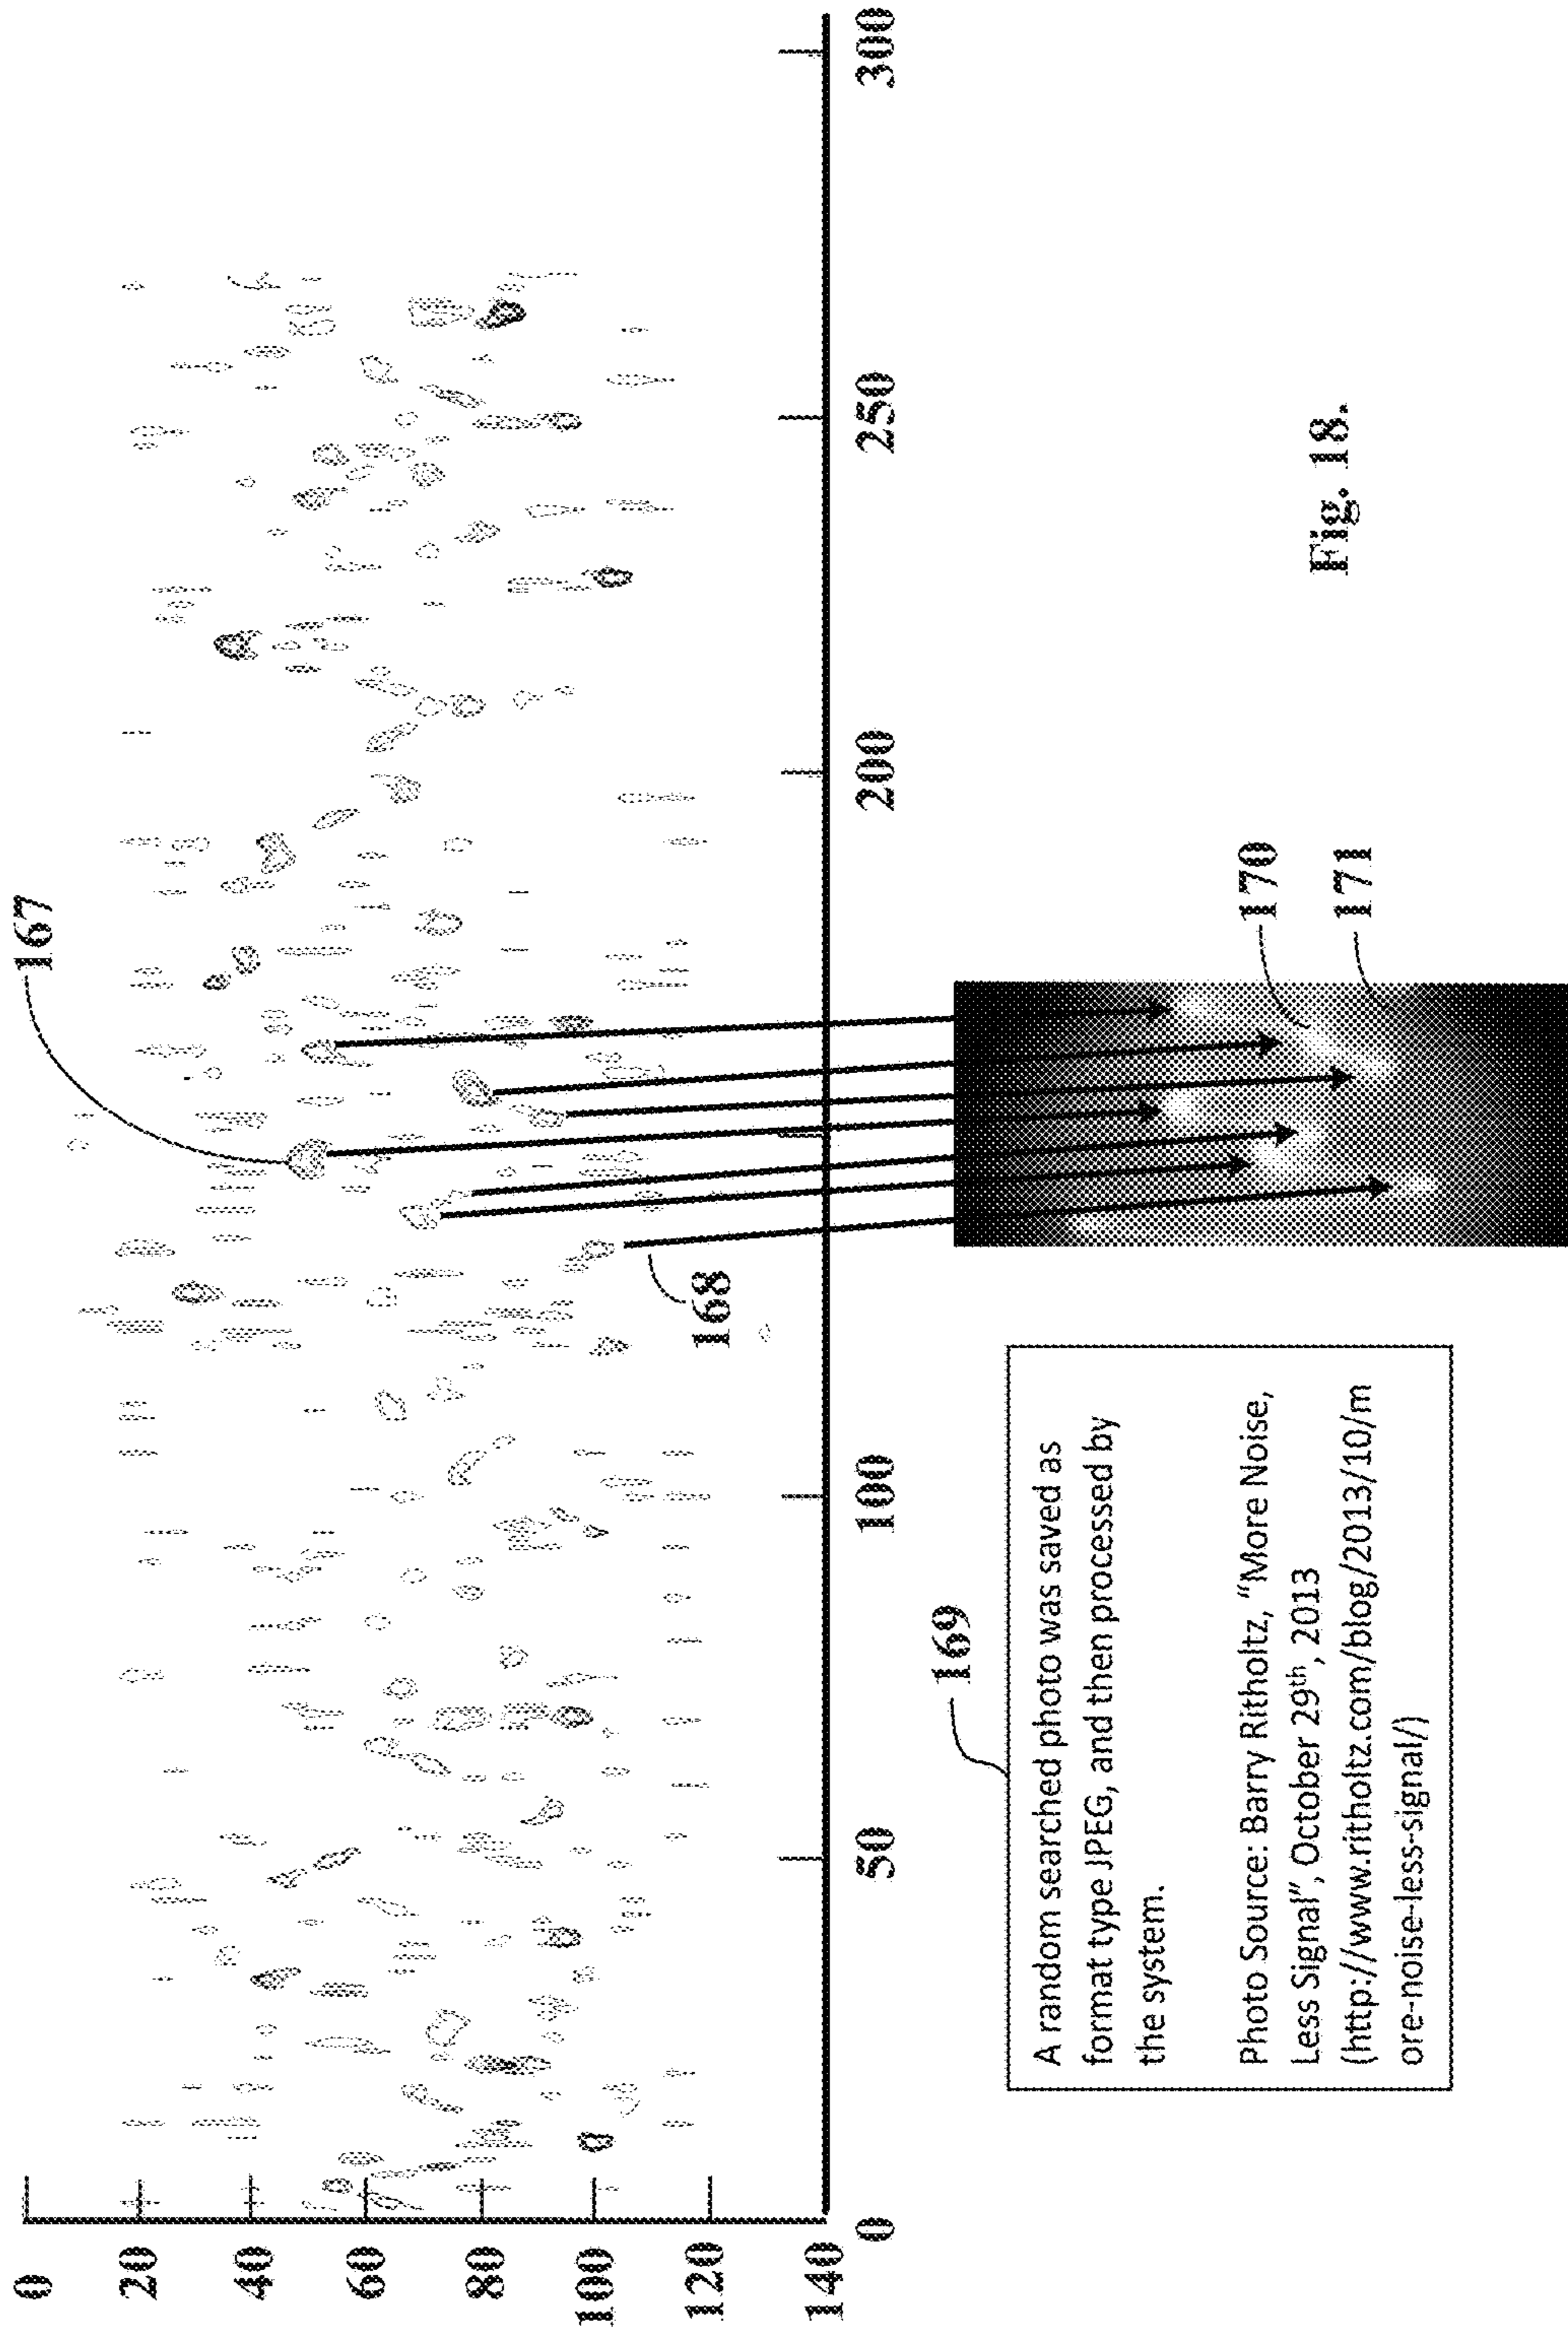 0
20
40
60
80
100
120
140
0
50
100
200
250
300
167
168
169
A random searched photo was saved as
format type JPEG, and then processed by
the system.
Photo Source: Barry Ritholtz, “More Noise,
Less Signal”, October 29th, 2013
(http://www.ritholtz.com/blog/2013/10/m
ore-noise-less-signal/)
170
171
Fig. 18.